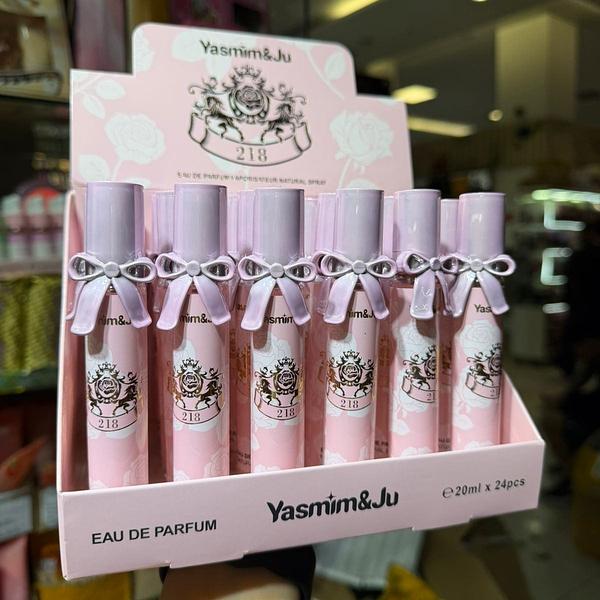 Yasmim&Ju
218
EAU DE PARFUM VAPORISATEUR NATURAL SPRAY
218
218
218
218
218
218
EAU DE PARFUM
Yasmim&Ju
℮20ml x 24pcs